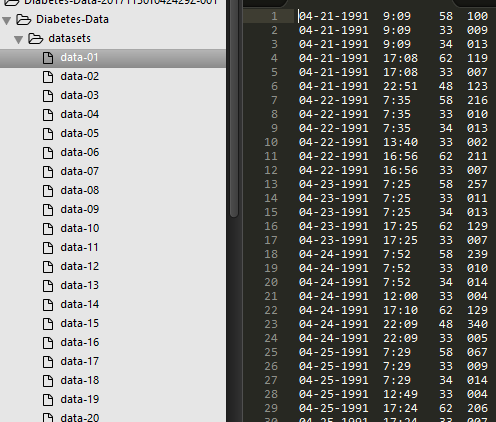 Diabetes-Data-20171130T042429Z-001
Diabetes-Data
datasets
data-01
data-02
data-03
data-04
data-05
data-06
data-07
data-08
data-09
data-10
data-11
data-12
data-13
data-14
data-15
data-16
data-17
data-18
data-19
data-20
1 04-21-1991 9:09 58 100
2 04-21-1991 9:09 33 009
3 04-21-1991 9:09 34 013
4 04-21-1991 17:08 62 119
5 04-21-1991 17:08 33 007
6 04-21-1991 22:51 48 123
7 04-22-1991 7:35 58 216
8 04-22-1991 7:35 33 010
9 04-22-1991 7:35 34 013
10 04-22-1991 13:40 33 002
11 04-22-1991 16:56 62 211
12 04-22-1991 16:56 33 007
13 04-23-1991 7:25 58 257
14 04-23-1991 7:25 33 011
15 04-23-1991 7:25 34 013
16 04-23-1991 17:25 62 129
17 04-23-1991 17:25 33 007
18 04-24-1991 7:52 58 239
19 04-24-1991 7:52 33 010
20 04-24-1991 7:52 34 014
21 04-24-1991 12:00 33 004
22 04-24-1991 17:10 62 129
23 04-24-1991 22:09 48 340
24 04-24-1991 22:09 33 005
25 04-25-1991 7:29 58 067
26 04-25-1991 7:29 33 009
27 04-25-1991 7:29 34 014
28 04-25-1991 12:49 33 004
29 04-25-1991 17:24 62 206
30 04-25-1991 17:24 33 007